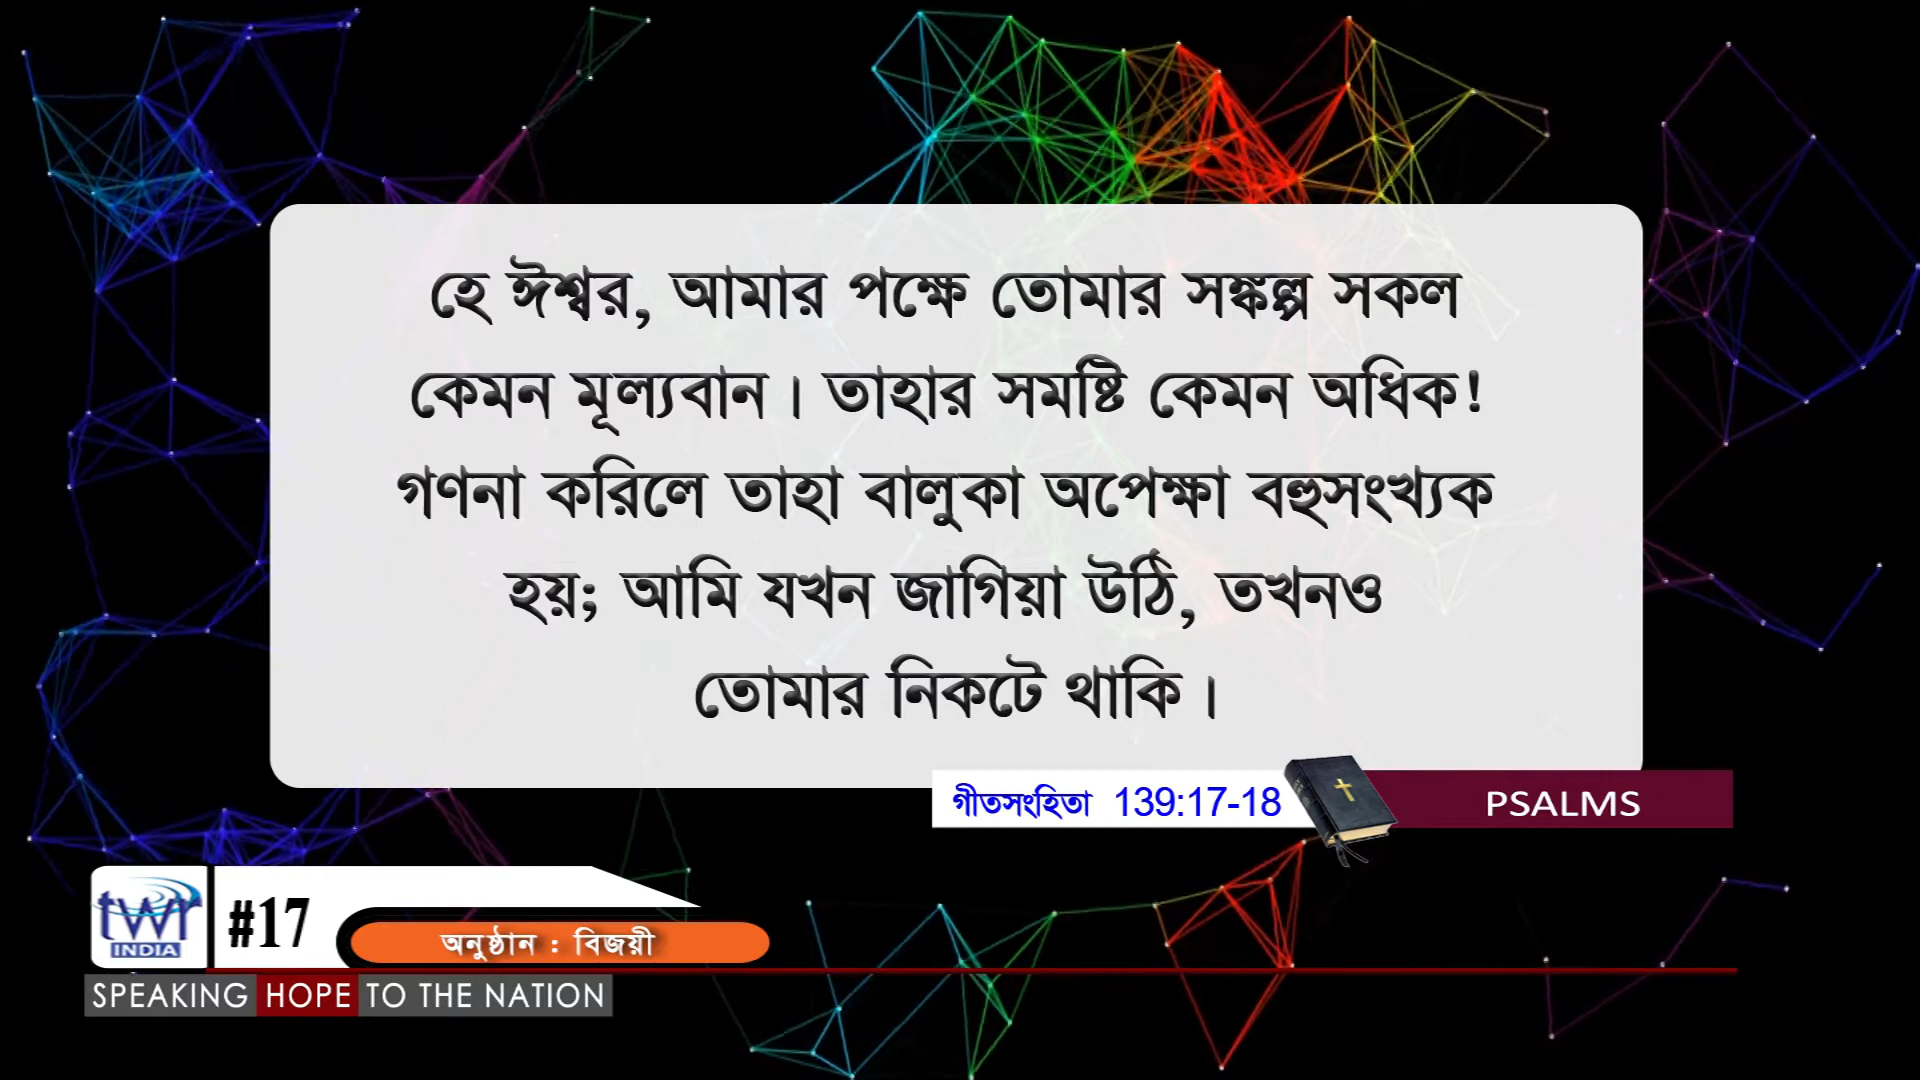 হে ঈশ্বর, আমার পক্ষে তোমার সঙ্কল্প সকল
কেমন মূল্যবান। তাহার সমষ্টি কেমন অধিক!
গণনা করিলে তাহা বালুকা অপেক্ষা বহুসংখ্যক
হয়; আমি যখন জাগিয়া উঠি, তখনও
তোমার নিকটে থাকি।
গীতসংহিতা 139:17-18
PSALMS
twr
INDIA
#17
অনুষ্ঠান : বিজয়ী
SPEAKING HOPE TO THE NATION